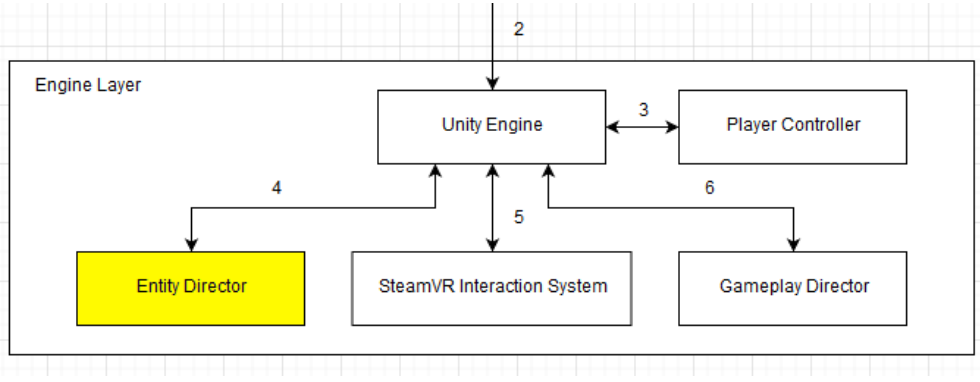 2
Engine Layer
Unity Engine
3
Player Controller
4
5
6
Entity Director
SteamVR Interaction System
Gameplay Director